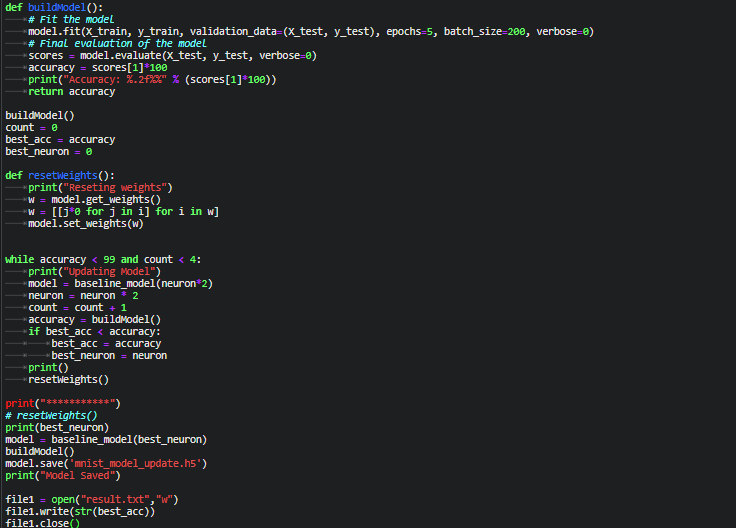 def buildModel():
    # Fit the model
    model.fit(X_train, y_train, validation_data=(X_test, y_test), epochs=5, batch_size=200, verbose=0)
    # Final evaluation of the model
    scores = model.evaluate(X_test, y_test, verbose=0)
    accuracy = scores[1]*100
    print("Accuracy: %.2f%%" % (scores[1]*100))
    return accuracy

buildModel()
count = 0
best_acc = accuracy
best_neuron = 0

def resetWeights():
    print("Reseting weights")
    w = model.get_weights()
    w = [[j*0 for j in i] for i in w]
    model.set_weights(w)


while accuracy < 99 and count < 4:
    print("Updating Model")
    model = baseline_model(neuron*2)
    neuron = neuron * 2
    count = count + 1
    accuracy = buildModel()
    if best_acc < accuracy:
        best_acc = accuracy
        best_neuron = neuron
    print()
    resetWeights()

print("***********")
# resetWeights()
print(best_neuron)
model = baseline_model(best_neuron)
buildModel()
model.save('mnist_model_update.h5')
print("Model Saved")

file1 = open("result.txt","w")
file1.write(str(best_acc))
file1.close()